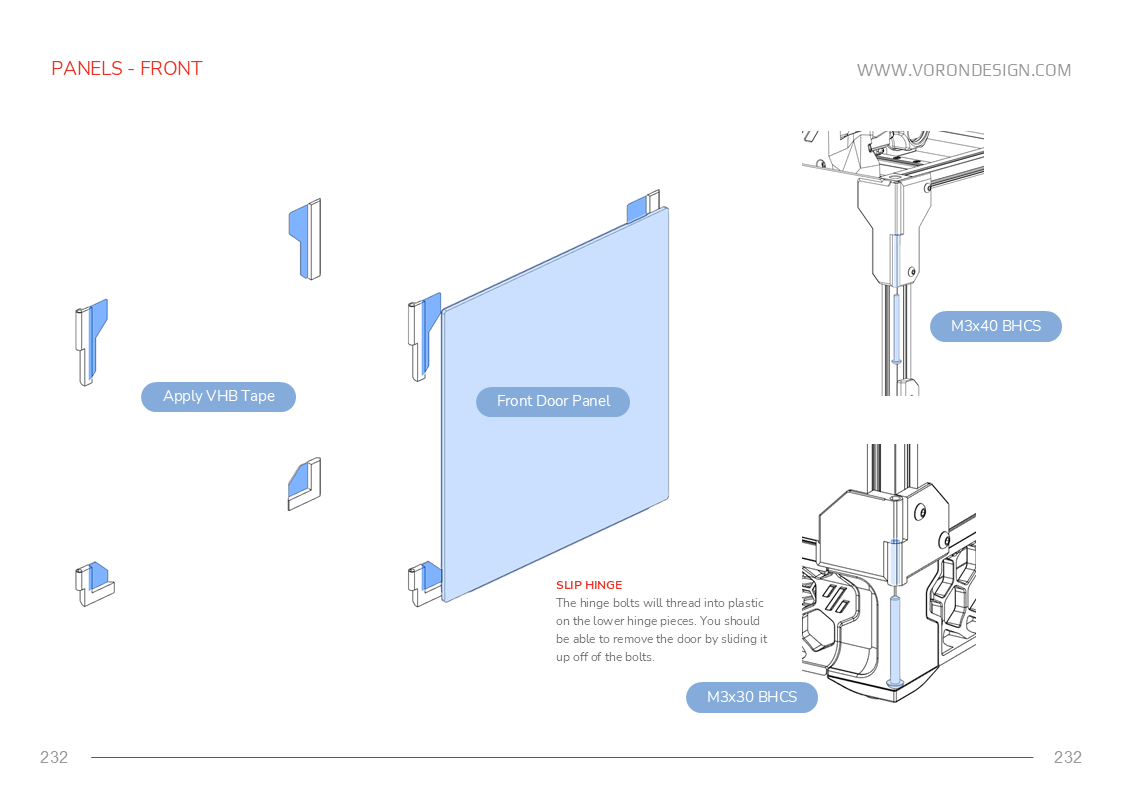 PANELS - FRONT
WWW.VORONDESIGN.COM
M3x40 BHCS
Apply VHB Tape
Front Door Panel
SLIP HINGE
The hinge bolts will thread into plastic
on the lower hinge pieces. You should
be able to remove the door by sliding it
up off of the bolts.
M3x30 BHCS
232
232